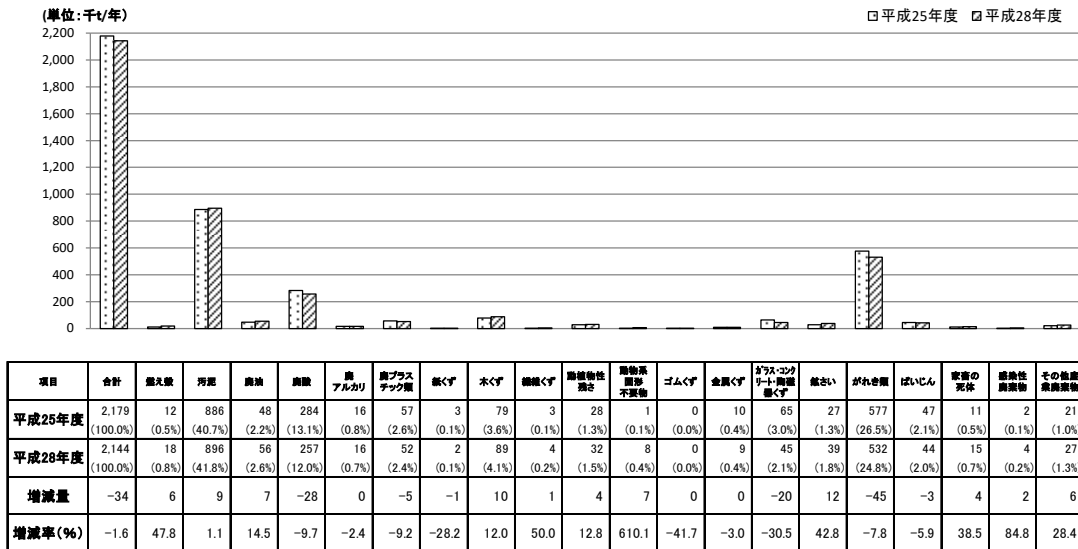 (単位:千t/年)
平成25年度 平成28年度
2,200
2,000
1,800
1,600
1,400
1,200
1,000
800
600
400
200
0
項目 合計 燃え殻 汚泥 廃油 廃酸 廃アルカリ 廃プラスチック類 紙くず 木くず 繊維くず 動植物性残さ 動物系固形不要物 ゴムくず 金属くず ガラス・コンクリート・陶磁器くず 鉱さい がれき類 ばいじん 家畜の死体 感染性廃棄物 その他産業廃棄物
平成25年度 2,179 12 886 48 284 16 57 3 79 3 28 1 0 10 65 27 577 47 11 2 21
(100.0%) (0.5%) (40.7%) (2.2%) (13.1%) (0.8%) (2.6%) (0.1%) (3.6%) (0.1%) (1.3%) (0.1%) (0.0%) (0.4%) (3.0%) (1.3%) (26.5%) (2.1%) (0.5%) (0.1%) (1.0%)
平成28年度 2,144 18 896 56 257 16 52 2 89 4 32 8 0 9 45 39 532 44 15 4 27
(100.0%) (0.8%) (41.8%) (2.6%) (12.0%) (0.7%) (2.4%) (0.1%) (4.1%) (0.2%) (1.5%) (0.4%) (0.0%) (0.4%) (2.1%) (1.8%) (24.8%) (2.0%) (0.7%) (0.2%) (1.3%)
増減量 -34 6 9 7 -28 0 -5 -1 10 1 4 7 0 0 -20 12 -45 -3 4 2 6
増減率(%) -1.6 47.8 1.1 14.5 -9.7 -2.4 -9.2 -28.2 12.0 50.0 12.8 610.1 -41.7 -3.0 -30.5 42.8 -7.8 -5.9 38.5 84.8 28.4